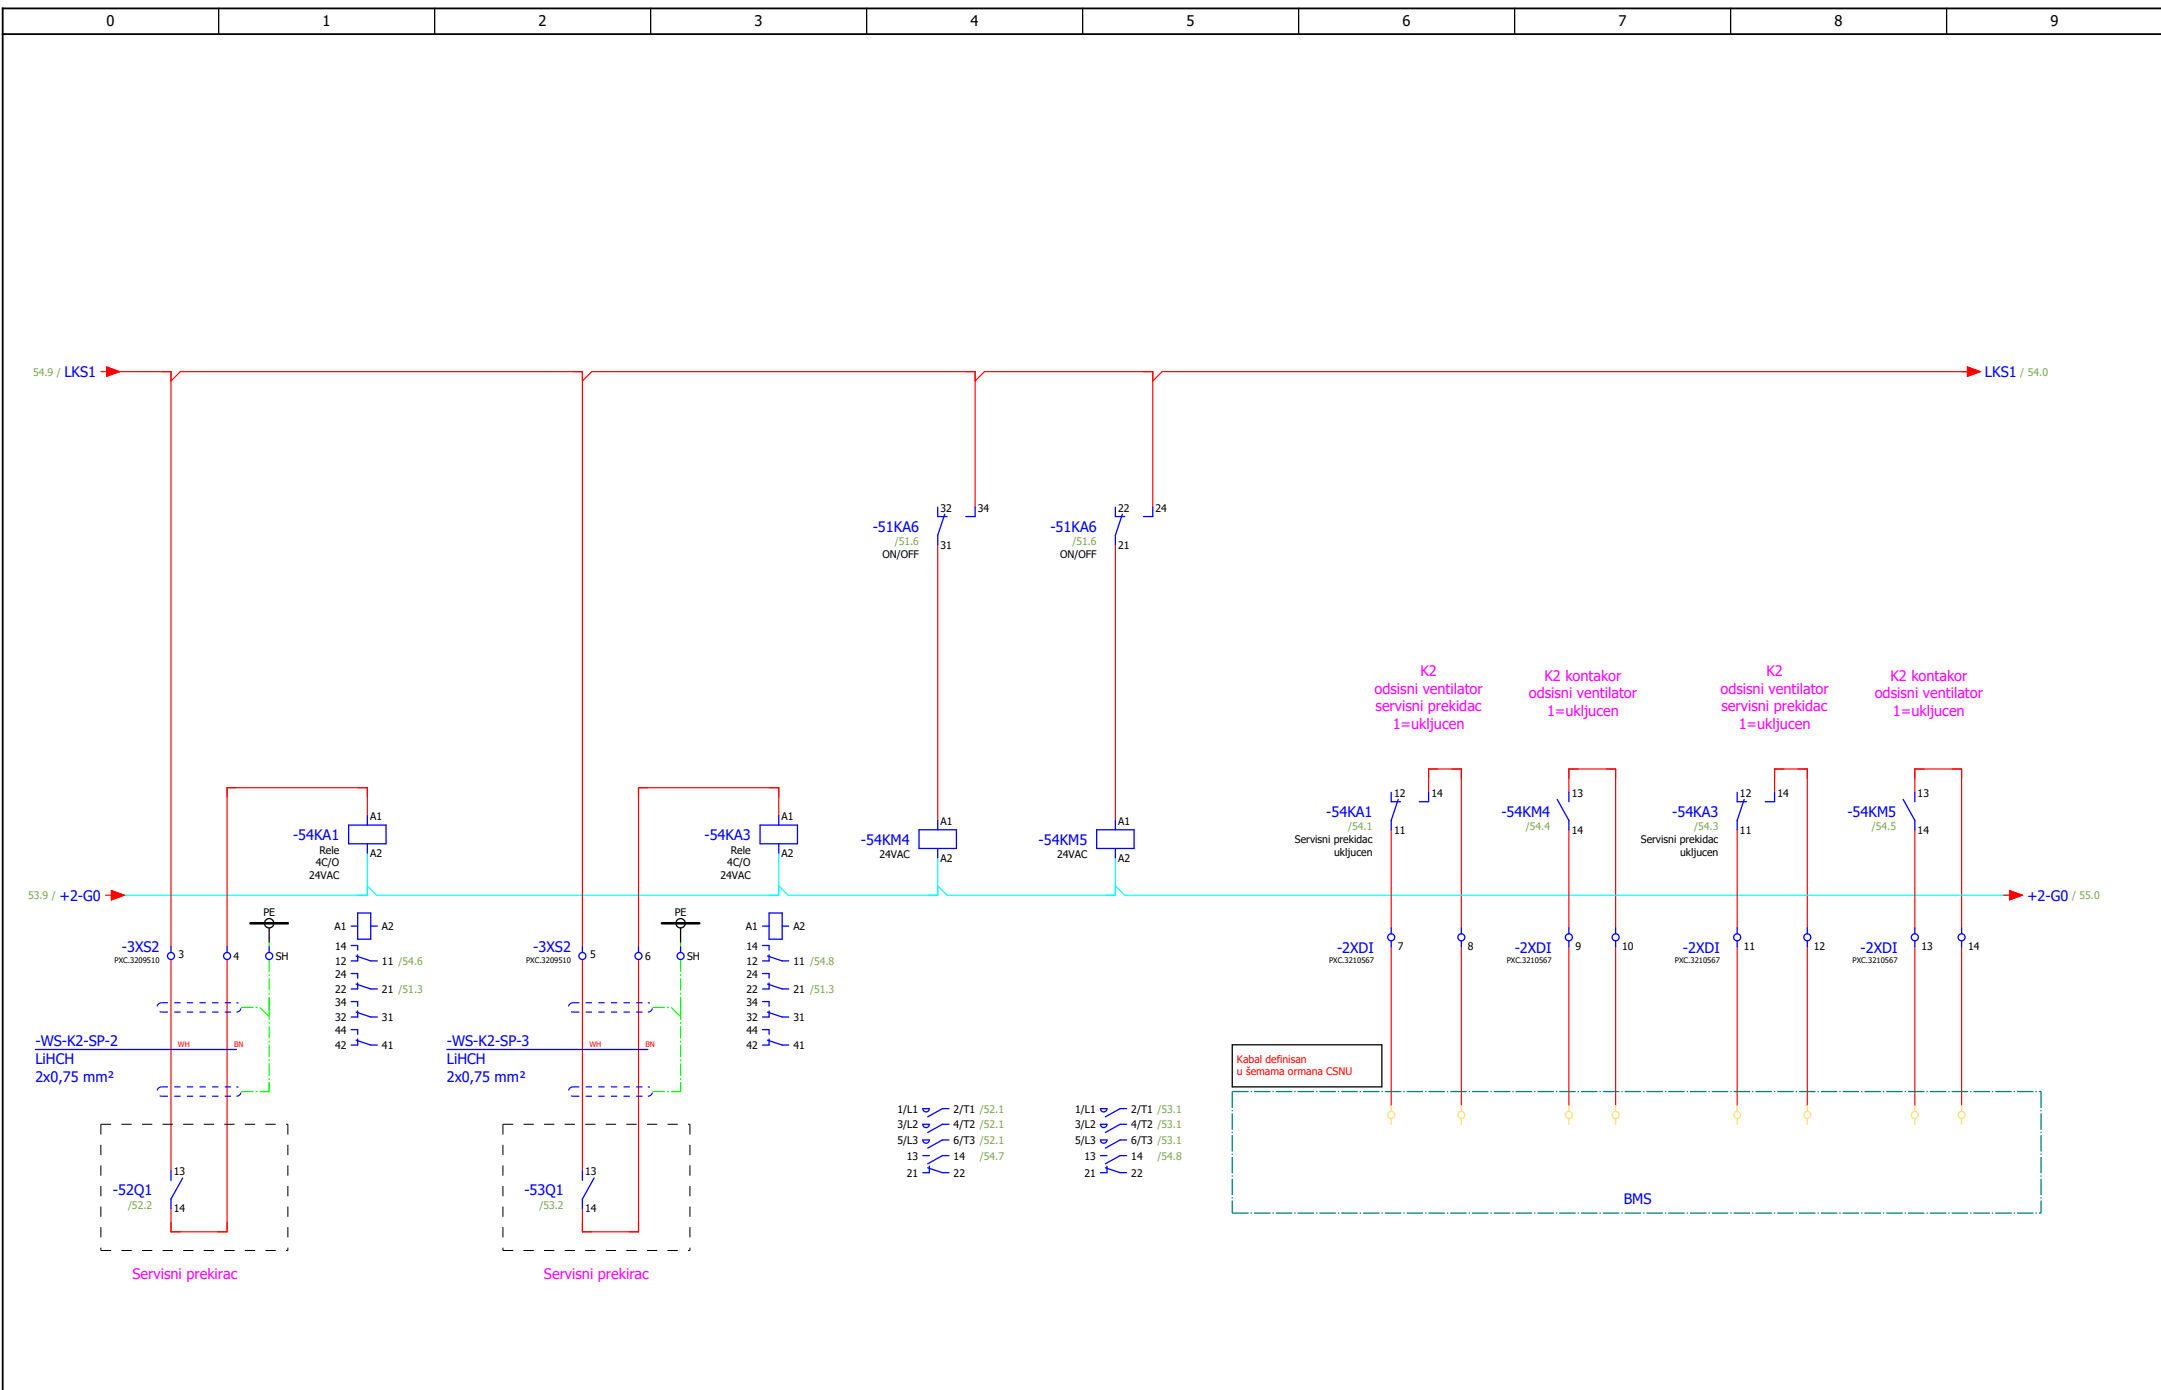 0 1 2 3 4 5 6 7 8 9
54.9 / LKS1
LKS1 / 54.0
32 34
-51KA6
/51.6
31
ON/OFF
22 24
-51KA6
/51.6
21
ON/OFF
K2
odsisni ventilator
servisni prekidac
1=ukljucen
K2 kontakor
odsisni ventilator
1=ukljucen
K2
odsisni ventilator
servisni prekidac
1=ukljucen
K2 kontakor
odsisni ventilator
1=ukljucen
A1
-54KA1
Rele
A2
4C/O
24VAC
A1
-54KA3
Rele
A2
4C/O
24VAC
A1
-54KM4
24VAC
A2
A1
-54KM5
24VAC
A2
12 14
-54KA1
/54.1
11
Servisni prekidac
ukljucen
13
-54KM4
/54.4
14
12 14
-54KA3
/54.3
11
Servisni prekidac
ukljucen
13
-54KM5
/54.5
14
53.9 / +2-G0
+2-G0 / 55.0
PE
-3XS2
PXC.3209510
3 4 SH
A1 A2
14
12 11 /54.6
24
22 21 /51.3
34
32 31
44
42 41
PE
-3XS2
PXC.3209510
5 6 SH
A1 A2
14
12 11 /54.8
24
22 21 /51.3
34
32 31
44
42 41
-2XDI
PXC.3210567
7 8
-2XDI
PXC.3210567
9 10
-2XDI
PXC.3210567
11 12
-2XDI
PXC.3210567
13 14
-WS-K2-SP-2
WH BN
LiHCH
2x0,75 mm²
-WS-K2-SP-3
WH BN
LiHCH
2x0,75 mm²
Kabal definisan
u šemama ormana CSNU
1/L1 2/T1 /52.1
3/L2 4/T2 /52.1
5/L3 6/T3 /52.1
13 14 /54.7
21 22
1/L1 2/T1 /53.1
3/L2 4/T2 /53.1
5/L3 6/T3 /53.1
13 14 /54.8
21 22
13
-52Q1
/52.2
14
Servisni prekirac
13
-53Q1
/53.2
14
Servisni prekirac
BMS